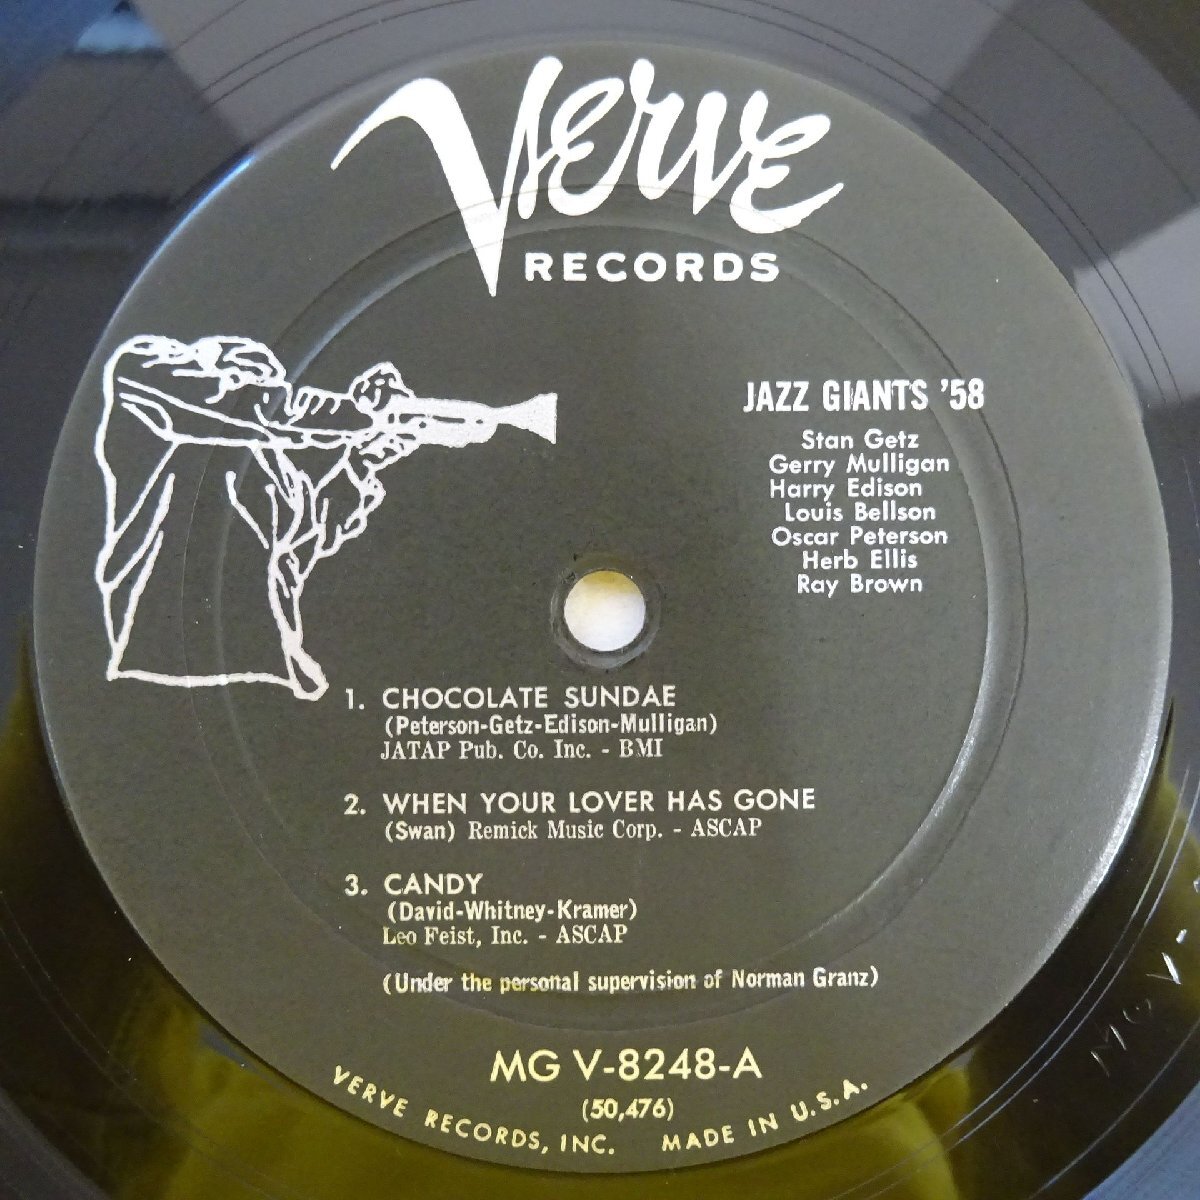 Verve
RECORDS
JAZZ GIANTS '58
Stan Getz
Gerry Mulligan
Harry Edison
Louis Bellson
Oscar Peterson
Herb Ellis
Ray Brown
1. CHOCOLATE SUNDAE
(Peterson-Getz-Edison-Mulligan)
JATAP Pub. Co. Inc. - BMI
2. WHEN YOUR LOVER HAS GONE
(Swan) Remick Music Corp. - ASCAP
3. CANDY
(David-Whitney-Kramer)
Leo Feist, Inc. - ASCAP
(Under the personal supervision of Norman Granz)
MG V-8248-A
(50,476)
VERVE RECORDS, INC. MADE IN U.S.A.
MG V-